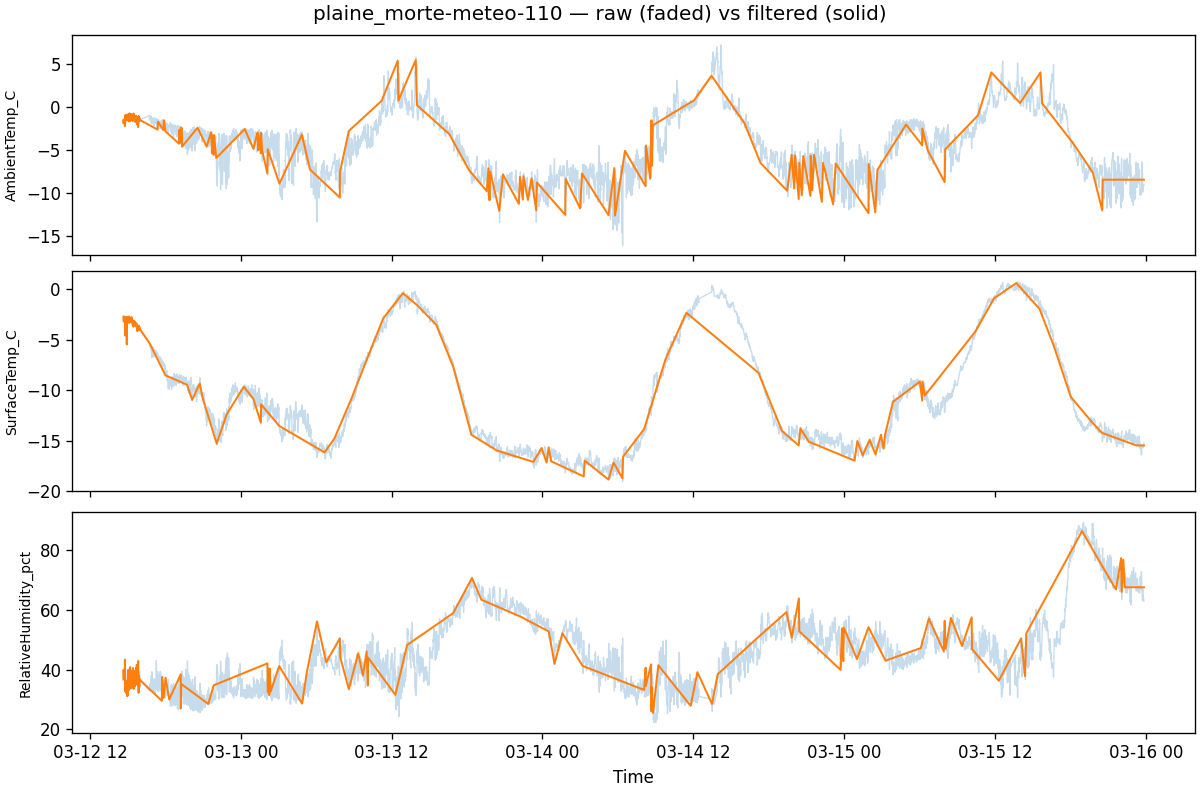 plaine_morte-meteo-110 — raw (faded) vs filtered (solid)
AmbientTemp_C
5
0
−5
−10
−15
SurfaceTemp_C
0
−5
−10
−15
−20
RelativeHumidity_pct
80
60
40
20
03-12 12 03-13 00 03-13 12 03-14 00 03-14 12 03-15 00 03-15 12 03-16 00
Time